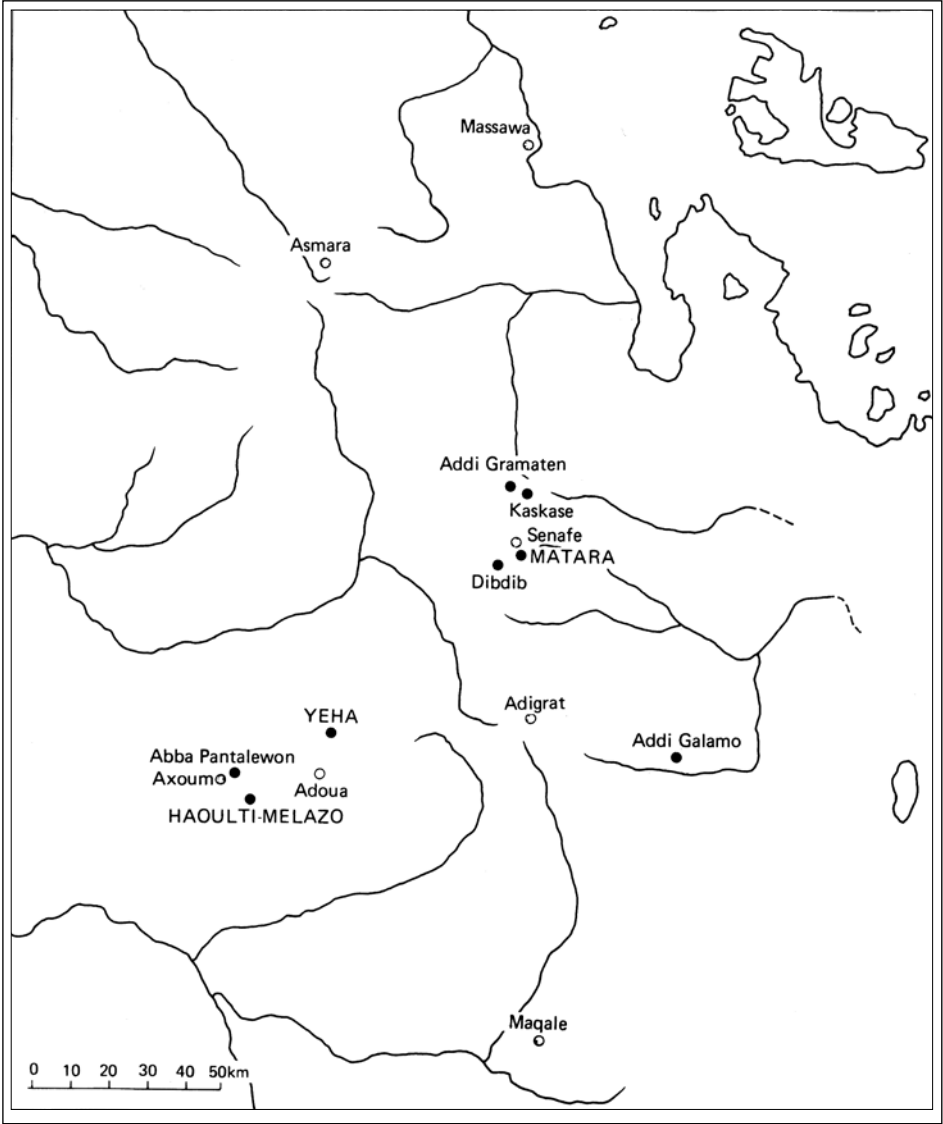 Massawa
Asmara
Addi Gramaten
Kaskase
Senafe
MATARA
Dibdib
Adigrat
YEHA
Addi Galamo
Abba Pantalewon
Axoum
Adoua
HAOULTI-MELAZO
Maqale
0 10 20 30 40 50km